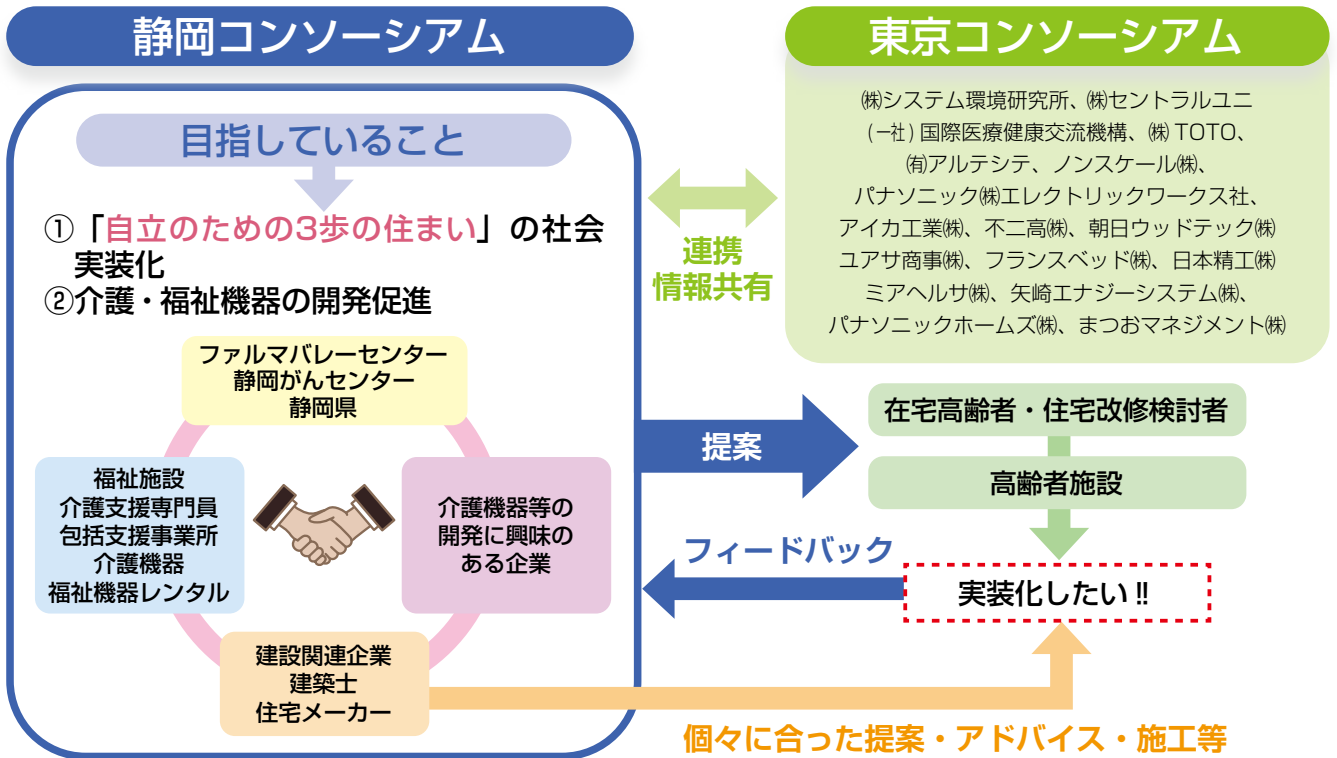 静岡コンソーシアム
目指していること
①「自立のための3歩の住まい」の社会
実装化
②介護・福祉機器の開発促進
ファルマバレーセンター
静岡がんセンター
静岡県
福祉施設
介護支援専門員
包括支援事業所
介護機器
福祉機器レンタル
介護機器等の
開発に興味の
ある企業
建設関連企業
建築士
住宅メーカー
連携
情報共有
東京コンソーシアム
㈱システム環境研究所、㈱セントラルユニ
(一社)国際医療健康交流機構、㈱TOTO、
㈲アルテシテ、ノンスケール㈱、
パナソニック㈱エレクトリックワークス社、
アイカ工業㈱、不二高㈱、朝日ウッドテック㈱
ユアサ商事㈱、フランスベッド㈱、日本精工㈱
ミアヘルサ㈱、矢崎エナジーシステム㈱、
パナソニックホームズ㈱、まつおマネジメント㈱
提案
在宅高齢者・住宅改修検討者
高齢者施設
フィードバック
実装化したい‼
個々に合った提案・アドバイス・施工等